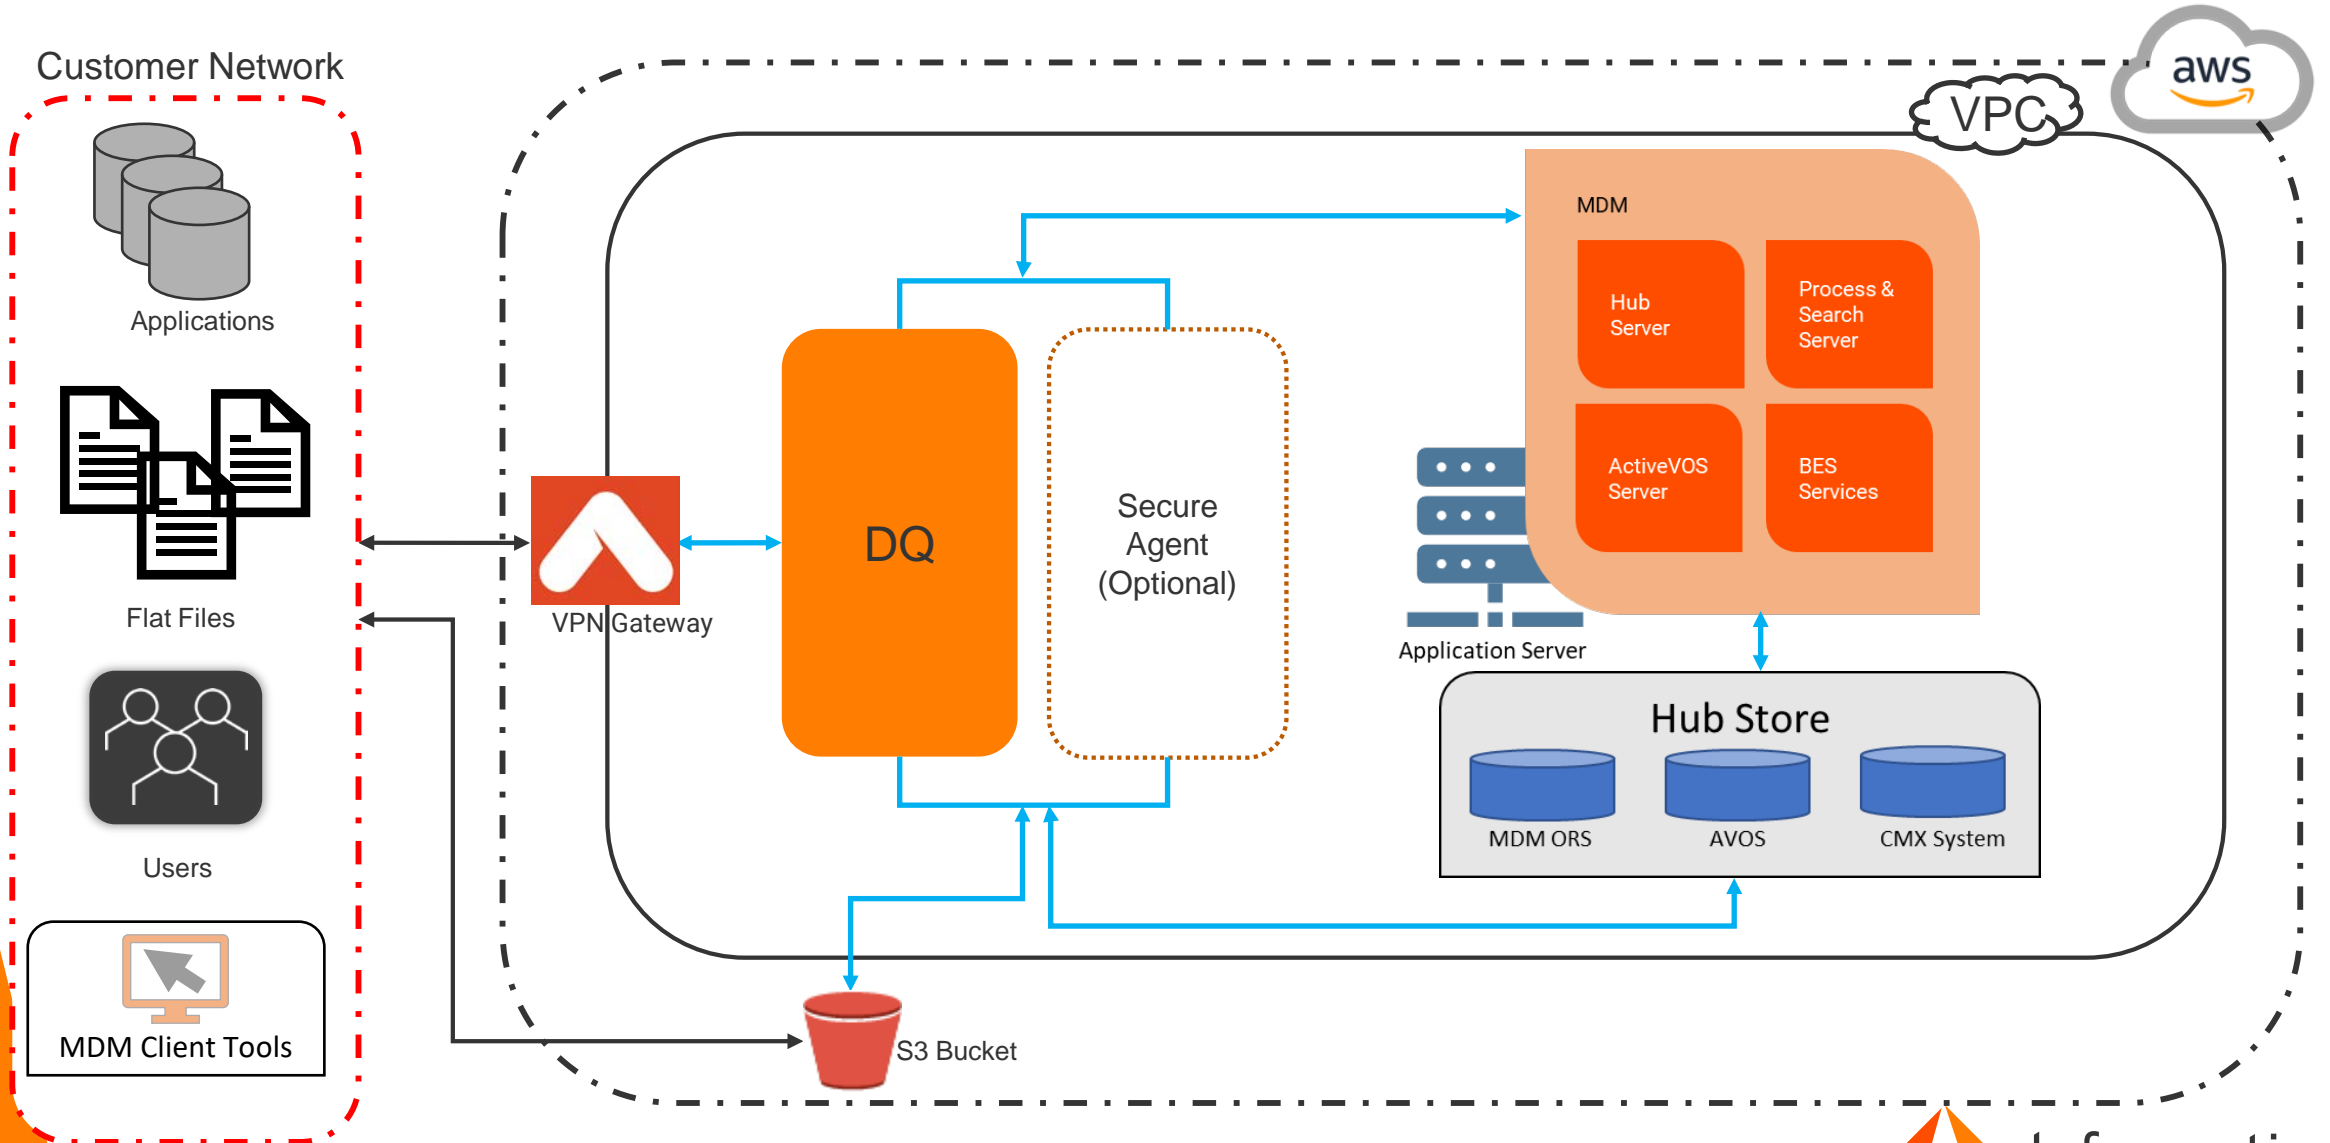 Customer Network
aws
VPC
Applications
Flat Files
Users
MDM Client Tools
VPN Gateway
DQ
Secure
Agent
(Optional)
MDM
Hub
Server
Process &
Search
Server
ActiveVOS
Server
BES
Services
Application Server
Hub Store
MDM ORS
AVOS
CMX System
S3 Bucket